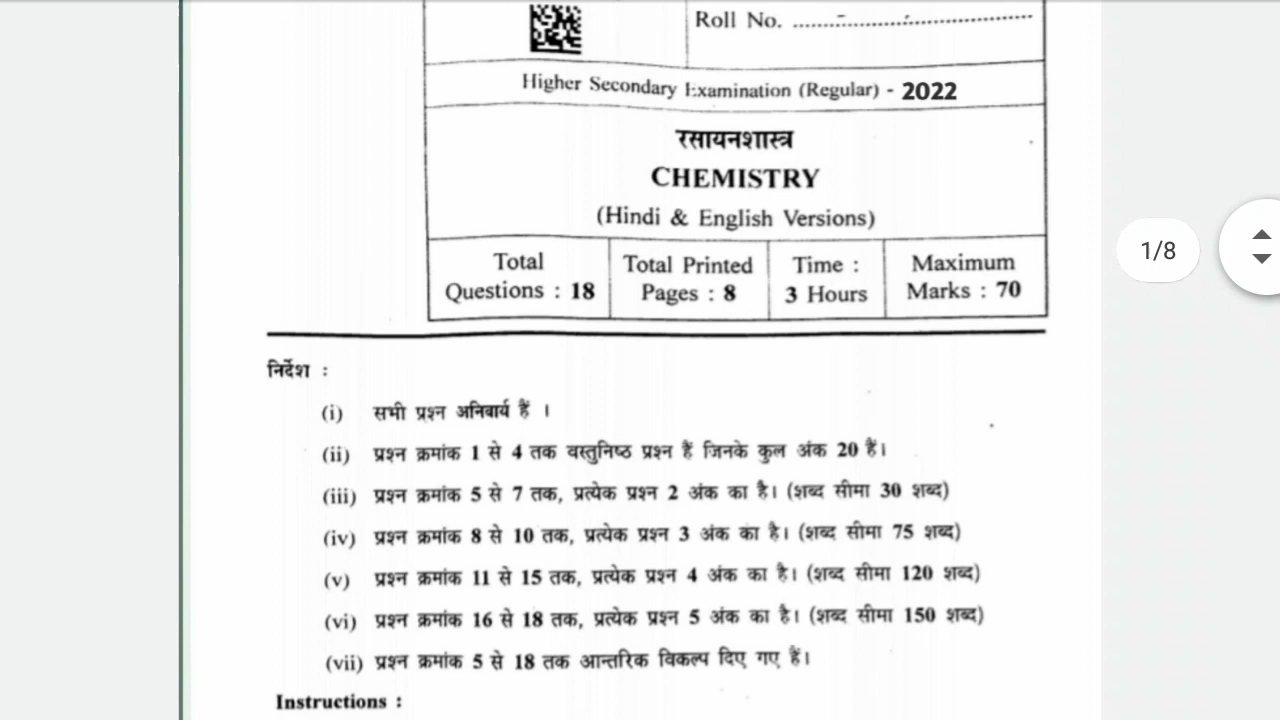 Roll No. ........................................
Higher Secondary Examination (Regular) - 2022
रसायनशास्त्र
CHEMISTRY
(Hindi & English Versions)
Total Questions : 18
Total Printed Pages : 8
Time : 3 Hours
Maximum Marks : 70
1/8
निर्देश :
(i) सभी प्रश्न अनिवार्य हैं ।
(ii) प्रश्न क्रमांक 1 से 4 तक वस्तुनिष्ठ प्रश्न हैं जिनके कुल अंक 20 हैं।
(iii) प्रश्न क्रमांक 5 से 7 तक, प्रत्येक प्रश्न 2 अंक का है। (शब्द सीमा 30 शब्द)
(iv) प्रश्न क्रमांक 8 से 10 तक, प्रत्येक प्रश्न 3 अंक का है। (शब्द सीमा 75 शब्द)
(v) प्रश्न क्रमांक 11 से 15 तक, प्रत्येक प्रश्न 4 अंक का है। (शब्द सीमा 120 शब्द)
(vi) प्रश्न क्रमांक 16 से 18 तक, प्रत्येक प्रश्न 5 अंक का है। (शब्द सीमा 150 शब्द)
(vii) प्रश्न क्रमांक 5 से 18 तक आन्तरिक विकल्प दिए गए हैं।
Instructions :